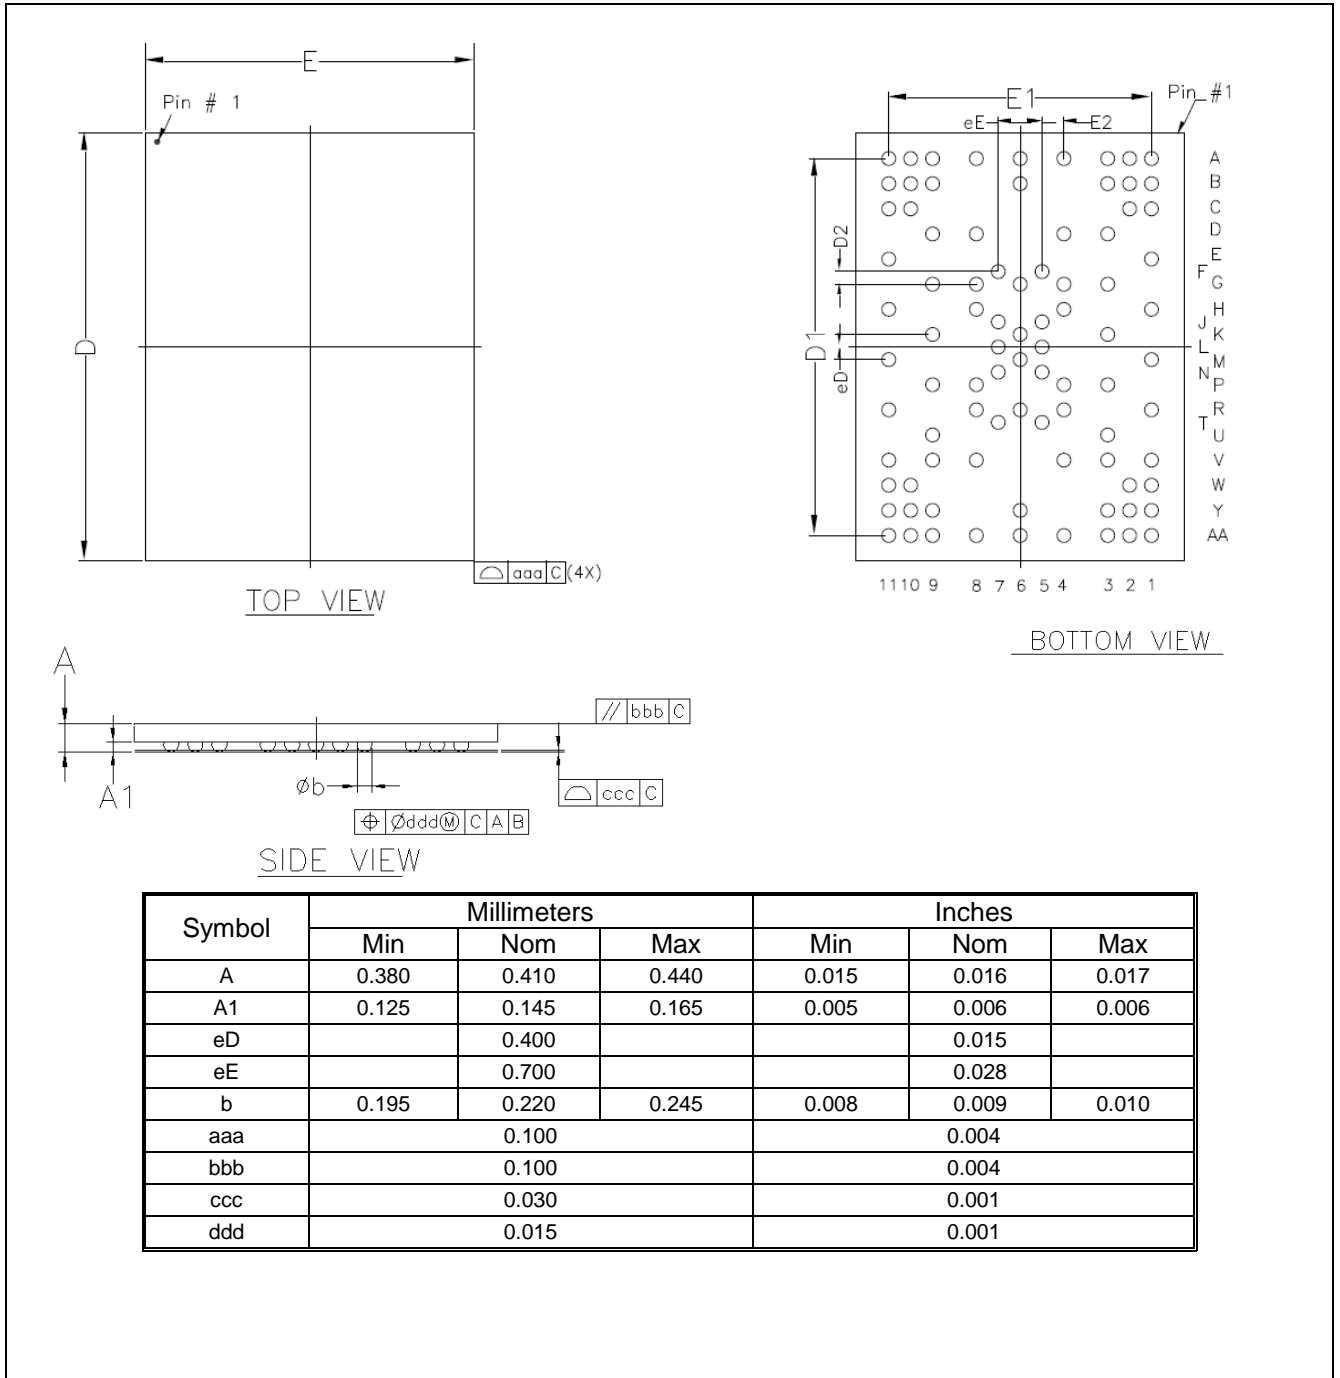 E
Pin # 1
D
aaa C (4X)
TOP VIEW
E1
Pin #1
eE
E2
D2
D1
eD
A
B
C
D
E
F
G
H
J
K
L
M
N
P
R
T
U
V
W
Y
AA
11 10 9 8 7 6 5 4 3 2 1
BOTTOM VIEW
A
A1
// bbb C
Øb
ccc C
⌖ Øddd Ⓜ C A B
SIDE VIEW
Symbol Millimeters Inches
Min Nom Max Min Nom Max
A 0.380 0.410 0.440 0.015 0.016 0.017
A1 0.125 0.145 0.165 0.005 0.006 0.006
eD 0.400 0.015
eE 0.700 0.028
b 0.195 0.220 0.245 0.008 0.009 0.010
aaa 0.100 0.004
bbb 0.100 0.004
ccc 0.030 0.001
ddd 0.015 0.001